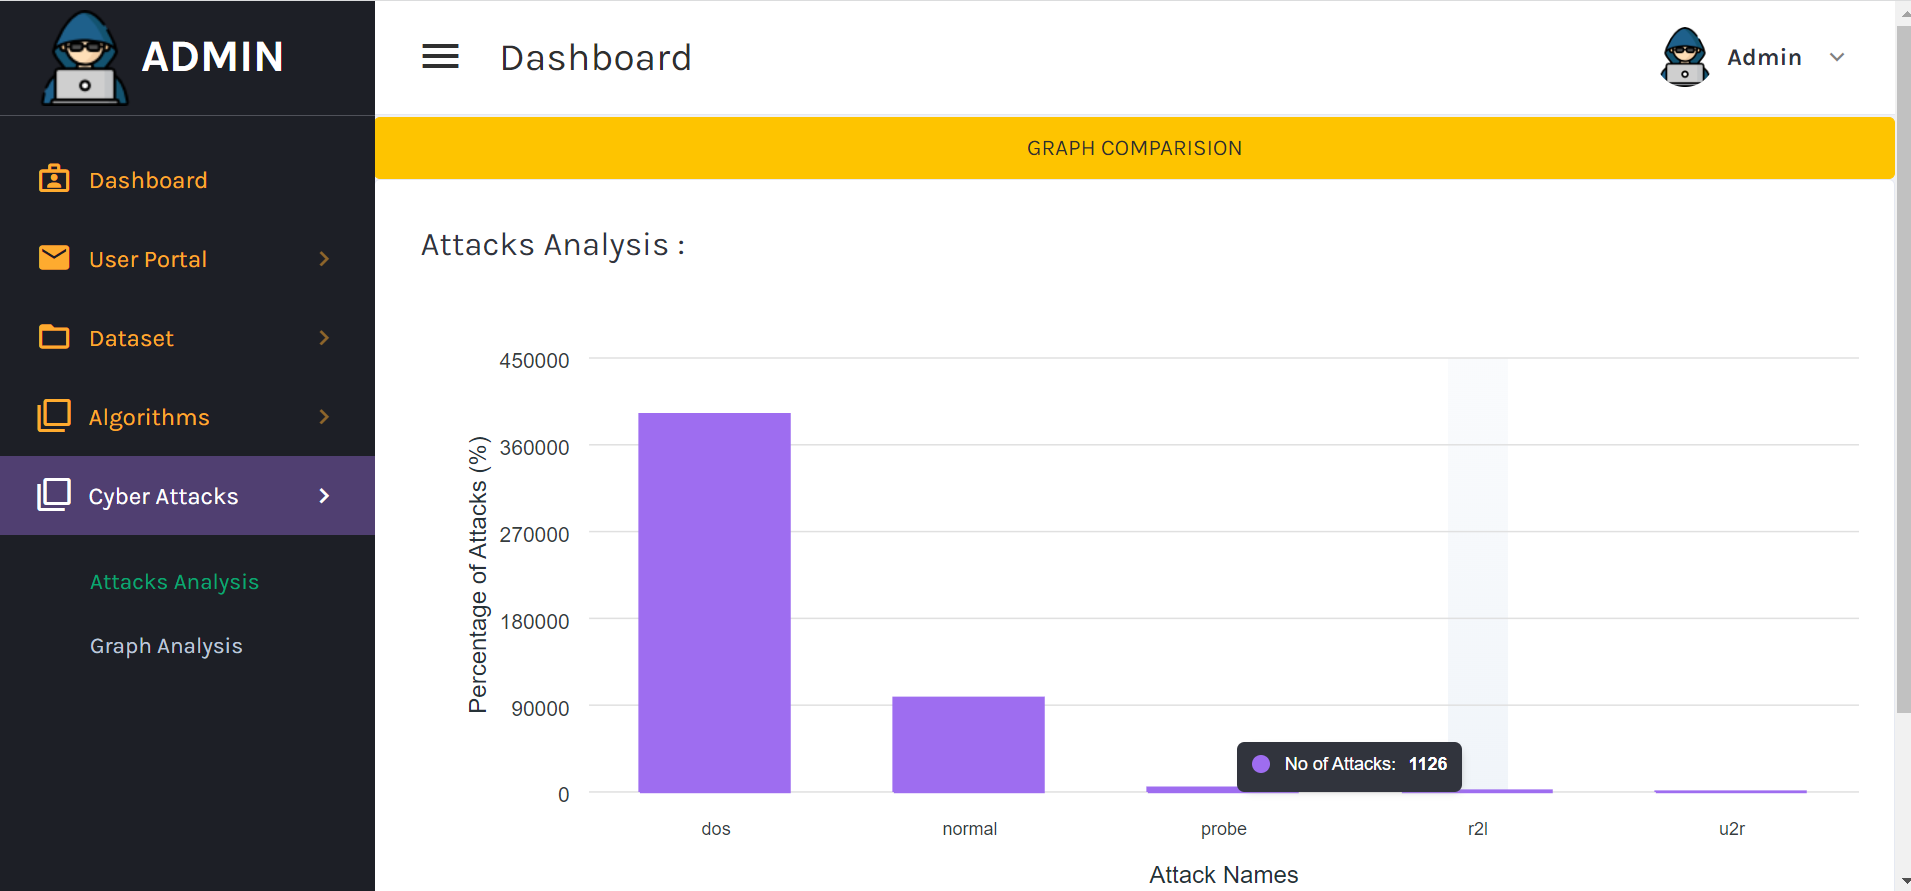 ADMIN
Dashboard
Admin
Dashboard
User Portal
Dataset
Algorithms
Cyber Attacks
Attacks Analysis
Graph Analysis
GRAPH COMPARISION
Attacks Analysis :
Percentage of Attacks (%)
450000
360000
270000
180000
90000
0
No of Attacks: 1126
dos normal probe r2l u2r
Attack Names